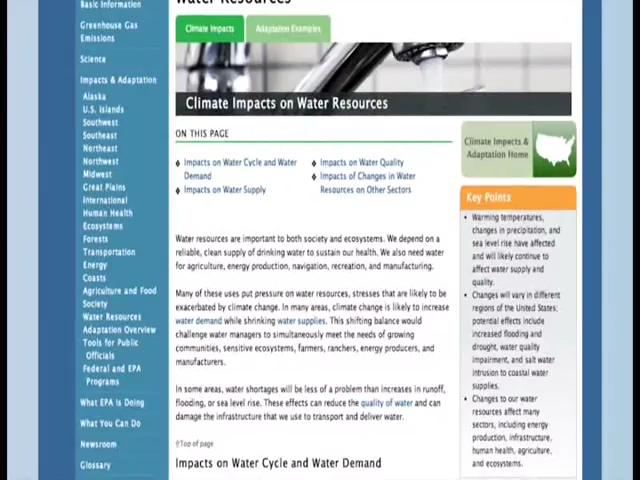 Basic Information
Greenhouse Gas
Emissions
Science
Impacts & Adaptation
Alaska
U.S. Islands
Southwest
Southeast
Northeast
Northwest
Midwest
Great Plains
International
Human Health
Ecosystems
Forests
Transportation
Energy
Coasts
Agriculture and Food
Society
Water Resources
Adaptation Overview
Tools for Public
Officials
Federal and EPA
Programs
What EPA Is Doing
What You Can Do
Newsroom
Glossary
Water Resources
Climate Impacts
Adaptation Examples
Climate Impacts on Water Resources
ON THIS PAGE
Impacts on Water Cycle and Water
Demand
Impacts on Water Supply
Impacts on Water Quality
Impacts of Changes in Water
Resources on Other Sectors
Water resources are important to both society and ecosystems. We depend on a
reliable, clean supply of drinking water to sustain our health. We also need water
for agriculture, energy production, navigation, recreation, and manufacturing.
Many of these uses put pressure on water resources, stresses that are likely to be
exacerbated by climate change. In many areas, climate change is likely to increase
water demand while shrinking water supplies. This shifting balance would
challenge water managers to simultaneously meet the needs of growing
communities, sensitive ecosystems, farmers, ranchers, energy producers, and
manufacturers.
In some areas, water shortages will be less of a problem than increases in runoff,
flooding, or sea level rise. These effects can reduce the quality of water and can
damage the infrastructure that we use to transport and deliver water.
Top of page
Impacts on Water Cycle and Water Demand
Climate Impacts &
Adaptation Home
Key Points
Warming temperatures,
changes in precipitation, and
sea level rise have affected
and will likely continue to
affect water supply and
quality.
Changes will vary in different
regions of the United States;
potential effects include
increased flooding and
drought, water quality
impairment, and salt water
intrusion to coastal water
supplies.
Changes to our water
resources affect many
sectors, including energy
production, infrastructure,
human health, agriculture,
and ecosystems.